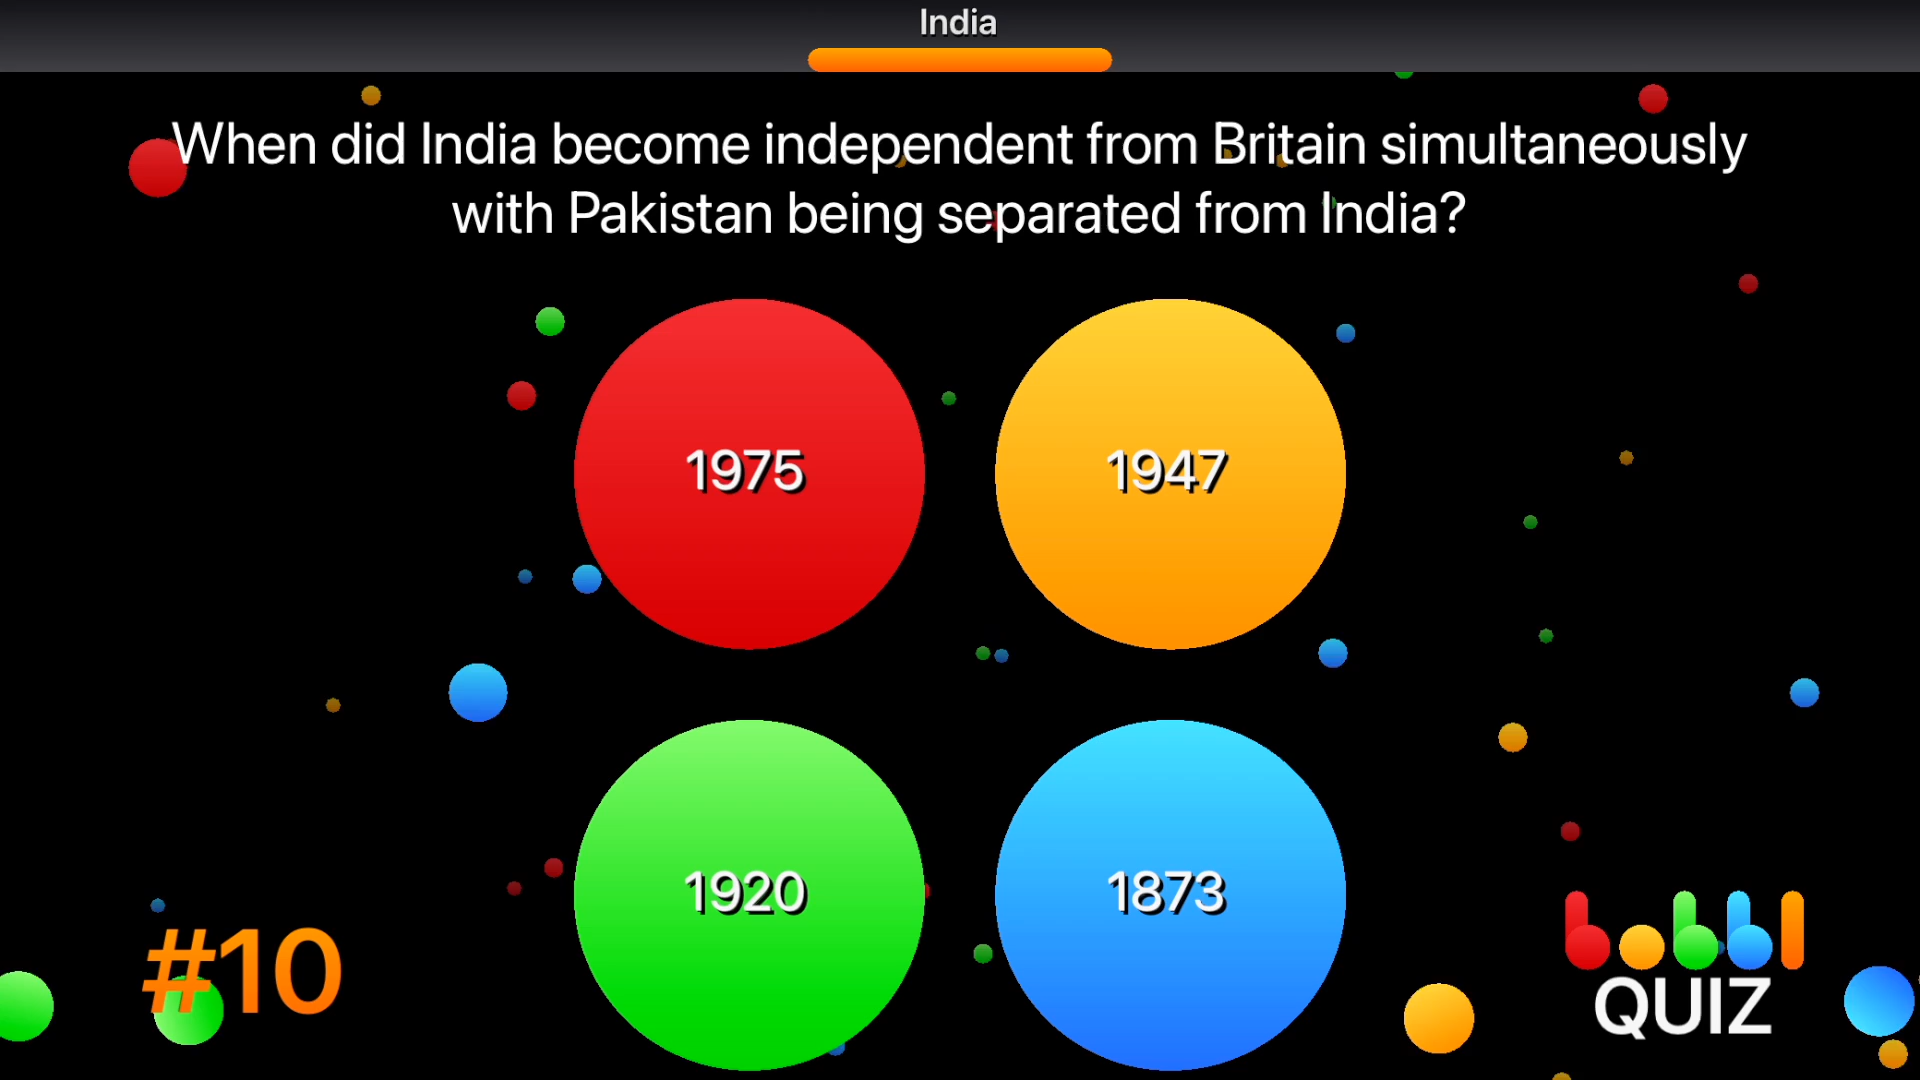 India
When did India become independent from Britain simultaneously
with Pakistan being separated from India?
1975
1947
1920
1873
#10
bobbl
QUIZ